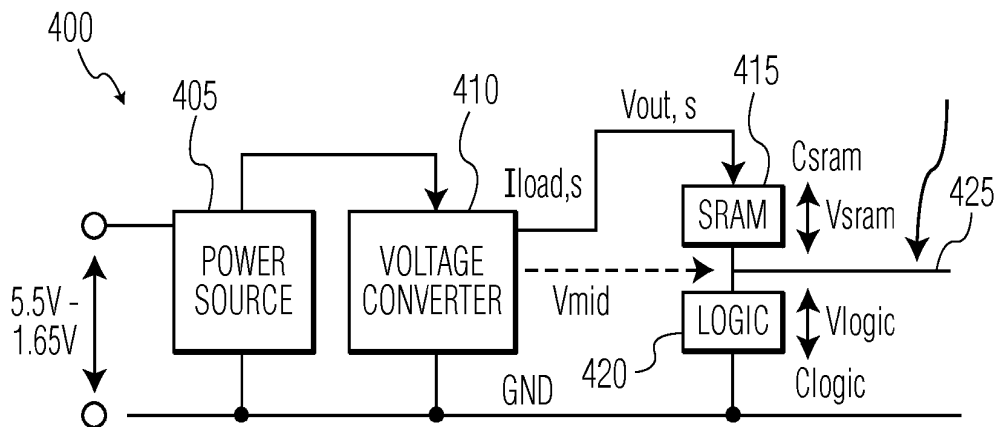 400
405
410
415
Vout, s
Csram
Iload,s
SRAM
Vsram
425
POWER
SOURCE
VOLTAGE
CONVERTER
Vmid
5.5V -
1.65V
LOGIC
Vlogic
420
Clogic
GND